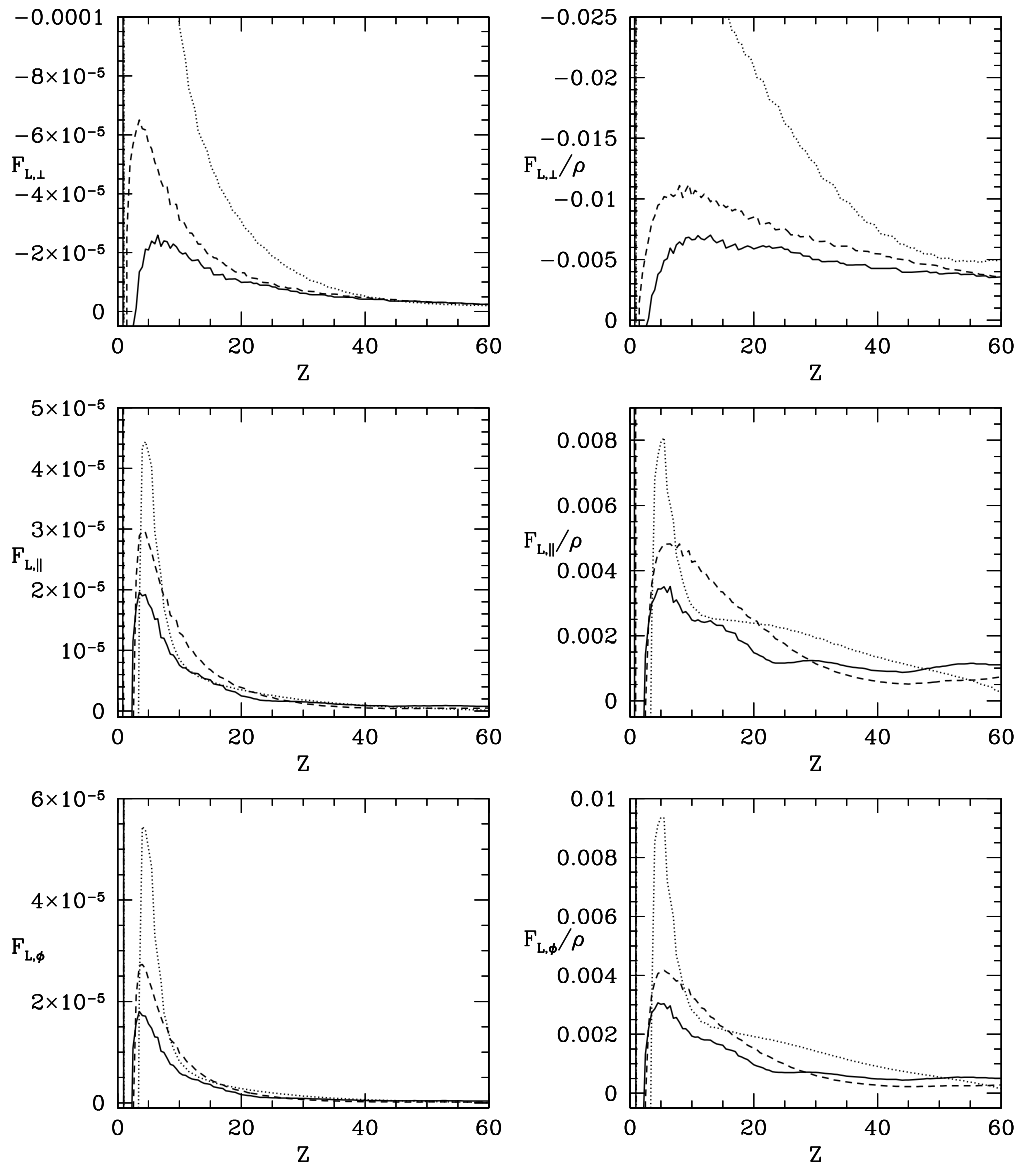 −0.0001
−8×10⁻⁵
−6×10⁻⁵
F_{L,⊥}
−4×10⁻⁵
−2×10⁻⁵
0
0 20 40 60
Z
−0.025
−0.02
−0.015
F_{L,⊥}/ρ
−0.01
−0.005
0
0 20 40 60
Z
5×10⁻⁵
4×10⁻⁵
3×10⁻⁵
F_{L,∥}
2×10⁻⁵
10⁻⁵
0
0 20 40 60
Z
0.008
0.006
F_{L,∥}/ρ
0.004
0.002
0
0 20 40 60
Z
6×10⁻⁵
4×10⁻⁵
F_{L,ϕ}
2×10⁻⁵
0
0 20 40 60
Z
0.01
0.008
0.006
F_{L,ϕ}/ρ
0.004
0.002
0
0 20 40 60
Z